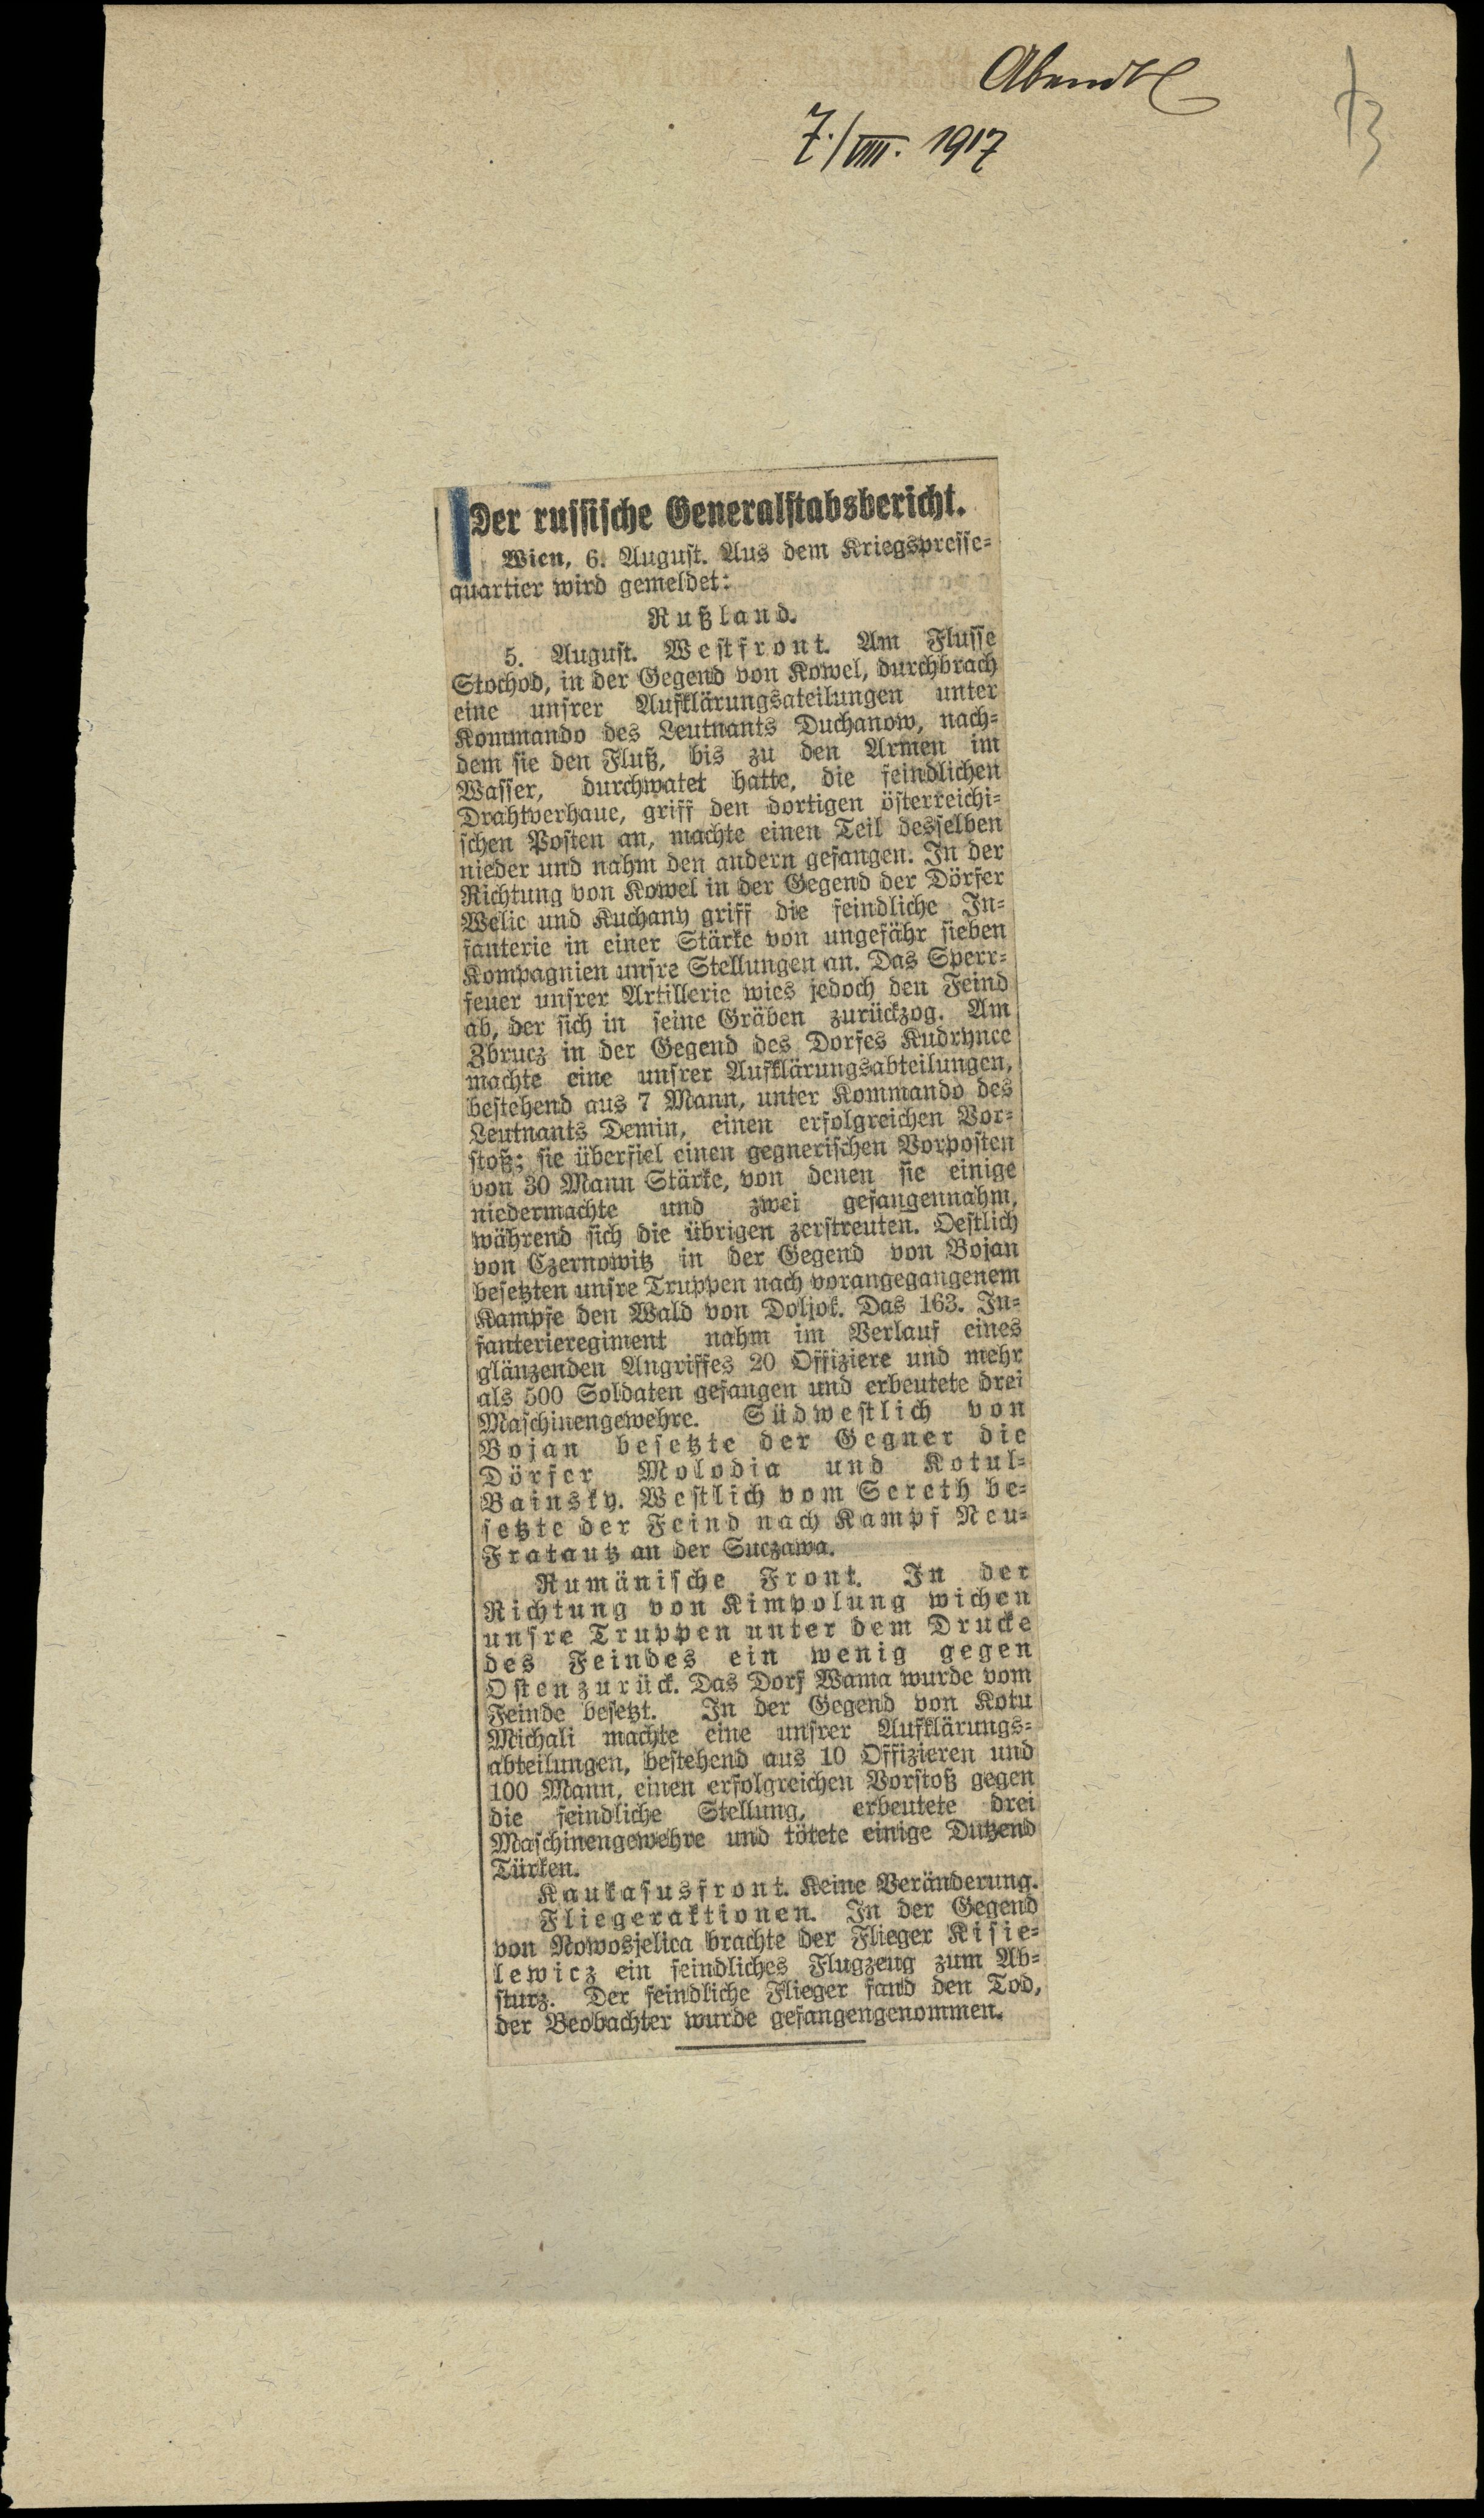 Abendbl
7./VIII. 1917
Der russische Generalstabsbericht.
Wien, 6. August. Aus dem Kriegspresse-
quartier wird gemeldet:
Rußland.
5. August. Westfront. Am Flusse
Stochod, in der Gegend von Kowel, durchbrach
eine unsrer Aufklärungsateilungen unter
Kommando des Leutnants Duchanow, nach-
dem sie den Fluß, bis zu den Armen im
Wasser, durchwatet hatte, die feindlichen
Drahtverhaue, griff den dortigen österreichi-
schen Posten an, machte einen Teil desselben
nieder und nahm den andern gefangen. In der
Richtung von Kowel in der Gegend der Dörfer
Welic und Kuchany griff die feindliche In-
fanterie in einer Stärke von ungefähr sieben
Kompagnien unsre Stellungen an. Das Sperr-
feuer unsrer Artillerie wies jedoch den Feind
ab, der sich in seine Gräben zurückzog. Am
Zbrucz in der Gegend des Dorfes Kudrynce
machte eine unsrer Aufklärungsabteilungen,
bestehend aus 7 Mann, unter Kommando des
Leutnants Demin, einen erfolgreichen Vor-
stoß; sie überfiel einen gegnerischen Vorposten
von 30 Mann Stärke, von denen sie einige
niedermachte und zwei gefangennahm,
während sich die übrigen zerstreuten. Oestlich
von Czernowitz in der Gegend von Bojan
besetzten unsre Truppen nach vorangegangenem
Kampfe den Wald von Doljok. Das 163. In-
fanterieregiment nahm im Verlauf eines
glänzenden Angriffes 20 Offiziere und mehr
als 500 Soldaten gefangen und erbeutete drei
Maschinengewehre. Südwestlich von
Bojan besetzte der Gegner die
Dörfer Molodia und Kotul-
Bainsky. Westlich vom Sereth be-
setzte der Feind nach Kampf Neu-
Fratautz an der Suczawa.
Rumänische Front. In der
Richtung von Kimpolung wichen
unsre Truppen unter dem Drucke
des Feindes ein wenig gegen
Osten zurück. Das Dorf Wama wurde vom
Feinde besetzt. In der Gegend von Kotu
Michali machte eine unsrer Aufklärungs-
abteilungen, bestehend aus 10 Offizieren und
100 Mann, einen erfolgreichen Vorstoß gegen
die feindliche Stellung, erbeutete drei
Maschinengewehre und tötete einige Dutzend
Türken.
Kaukasusfront. Keine Veränderung.
Fliegeraktionen. In der Gegend
von Nowosjelica brachte der Flieger Kisie-
lewicz ein feindliches Flugzeug zum Ab-
sturz. Der feindliche Flieger fand den Tod,
der Beobachter wurde gefangengenommen.